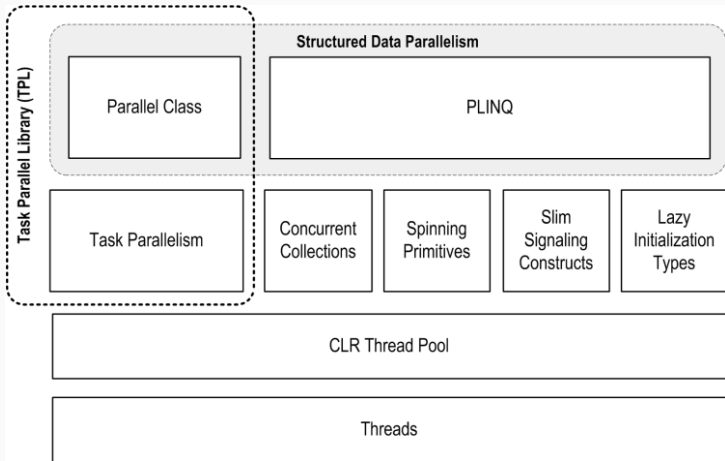 Task Parallel Library (TPL)
Structured Data Parallelism
Parallel Class
PLINQ
Task Parallelism
Concurrent
Collections
Spinning
Primitives
Slim
Signaling
Constructs
Lazy
Initialization
Types
CLR Thread Pool
Threads